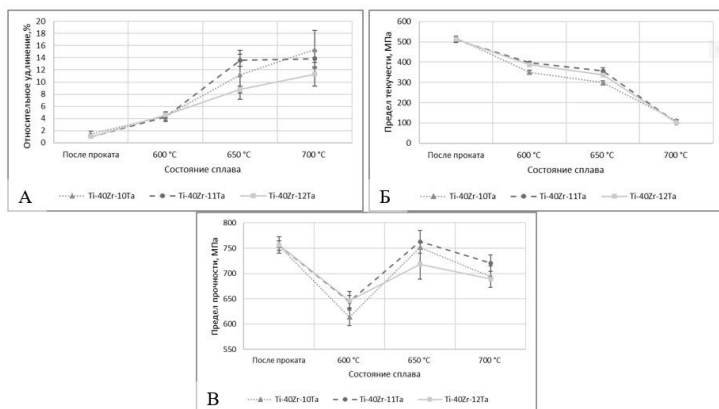 Относительное удлинение,%
20
18
16
14
12
10
8
6
4
2
0
После проката 600 °C 650 °C 700 °C
Состояние сплава
Ti-40Zr-10Ta Ti-40Zr-11Ta Ti-40Zr-12Ta
А
Предел текучести, МПа
600
500
400
300
200
100
0
После проката 600 °C 650 °C 700 °C
Состояние сплава
Ti-40Zr-10Ta Ti-40Zr-11Ta Ti-40Zr-12Ta
Б
Предел прочности, МПа
800
750
700
650
600
550
После проката 600 °C 650 °C 700 °C
Состояние сплава
Ti-40Zr-10Ta Ti-40Zr-11Ta Ti-40Zr-12Ta
В